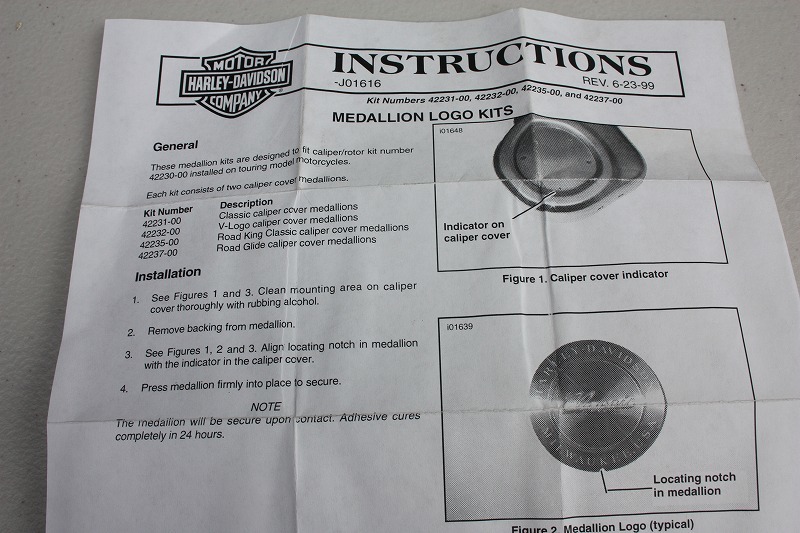 MOTOR
HARLEY-DAVIDSON
COMPANY
INSTRUCTIONS
-J01616
REV. 6-23-99
Kit Numbers 42231-00, 42232-00, 42235-00, and 42237-00
MEDALLION LOGO KITS
General
These medallion kits are designed to fit caliper/rotor kit number
42230-00 installed on touring model motorcycles.
Each kit consists of two caliper cover medallions.
Kit Number Description
42231-00 Classic caliper cover medallions
42232-00 V-Logo caliper cover medallions
42235-00 Road King Classic caliper cover medallions
42237-00 Road Glide caliper cover medallions
Installation
1. See Figures 1 and 3. Clean mounting area on caliper
cover thoroughly with rubbing alcohol.
2. Remove backing from medallion.
3. See Figures 1, 2 and 3. Align locating notch in medallion
with the indicator in the caliper cover.
4. Press medallion firmly into place to secure.
NOTE
The medallion will be secure upon contact. Adhesive cures
completely in 24 hours.
i01648
Indicator on
caliper cover
Figure 1. Caliper cover indicator
i01639
HARLEY-DAVIDSON
MILWAUKEE USA
Locating notch
in medallion
Figure 2. Medallion Logo (typical)